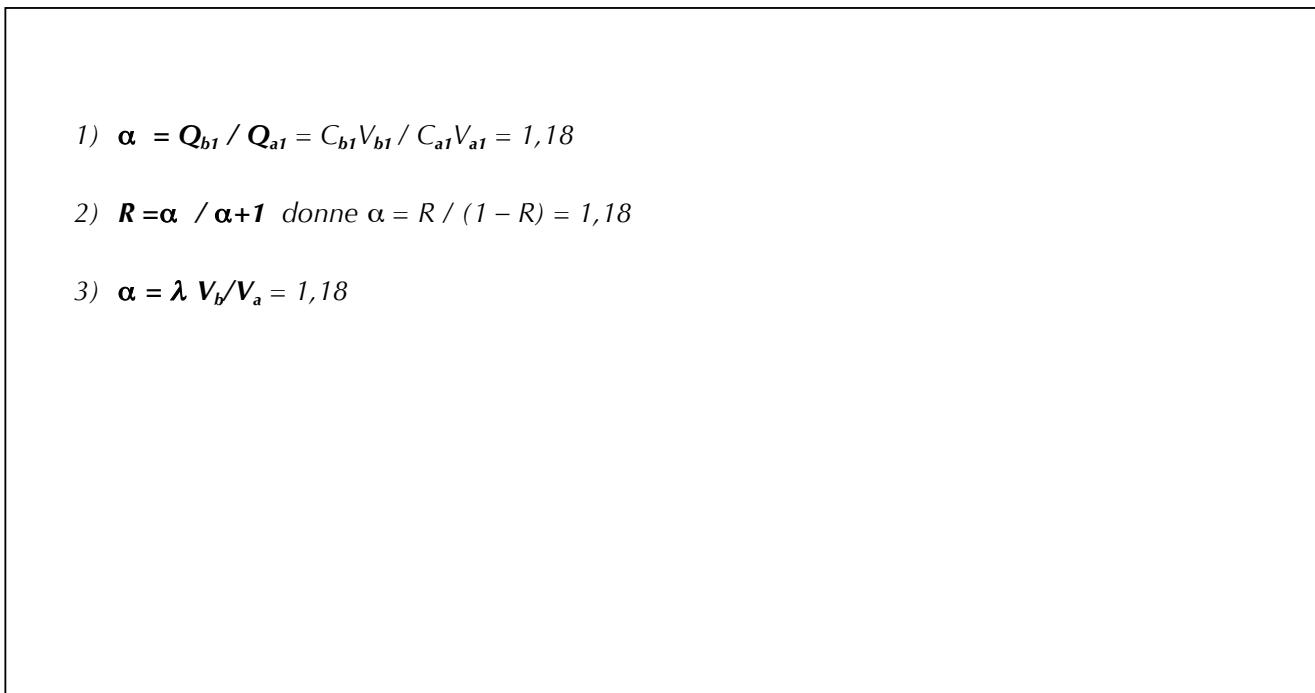 1) α = Qb1 / Qa1 = Cb1Vb1 / Ca1Va1 = 1,18
2) R =α / α+1 donne α = R / (1 – R) = 1,18
3) α = λ Vb/Va = 1,18